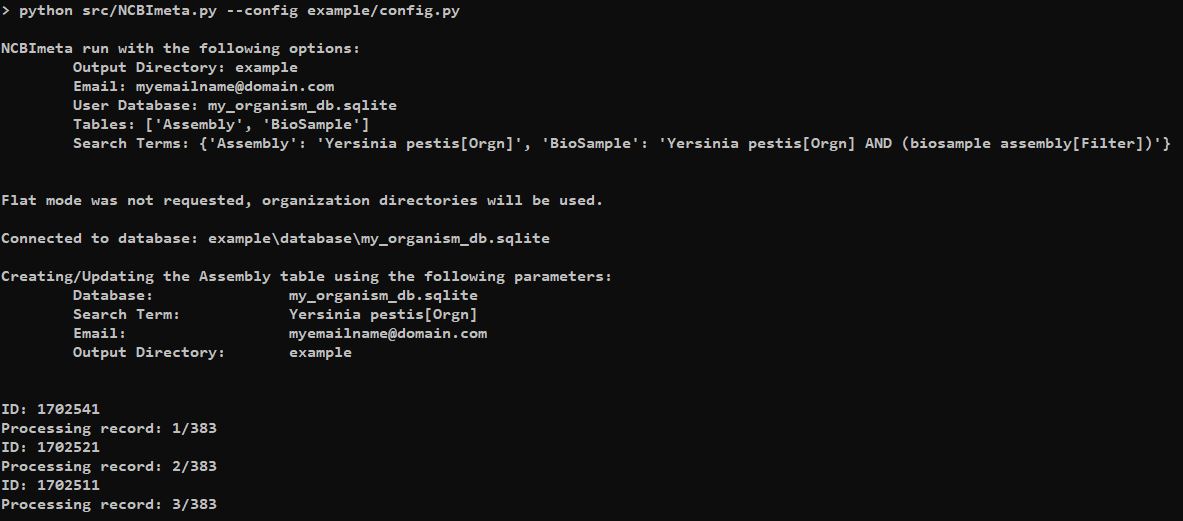 > python src/NCBImeta.py --config example/config.py
NCBImeta run with the following options:
Output Directory: example
Email: myemailname@domain.com
User Database: my_organism_db.sqlite
Tables: ['Assembly', 'BioSample']
Search Terms: {'Assembly': 'Yersinia pestis[Orgn]', 'BioSample': 'Yersinia pestis[Orgn] AND (biosample assembly[Filter])'}
Flat mode was not requested, organization directories will be used.
Connected to database: example\database\my_organism_db.sqlite
Creating/Updating the Assembly table using the following parameters:
Database: my_organism_db.sqlite
Search Term: Yersinia pestis[Orgn]
Email: myemailname@domain.com
Output Directory: example
ID: 1702541
Processing record: 1/383
ID: 1702521
Processing record: 2/383
ID: 1702511
Processing record: 3/383